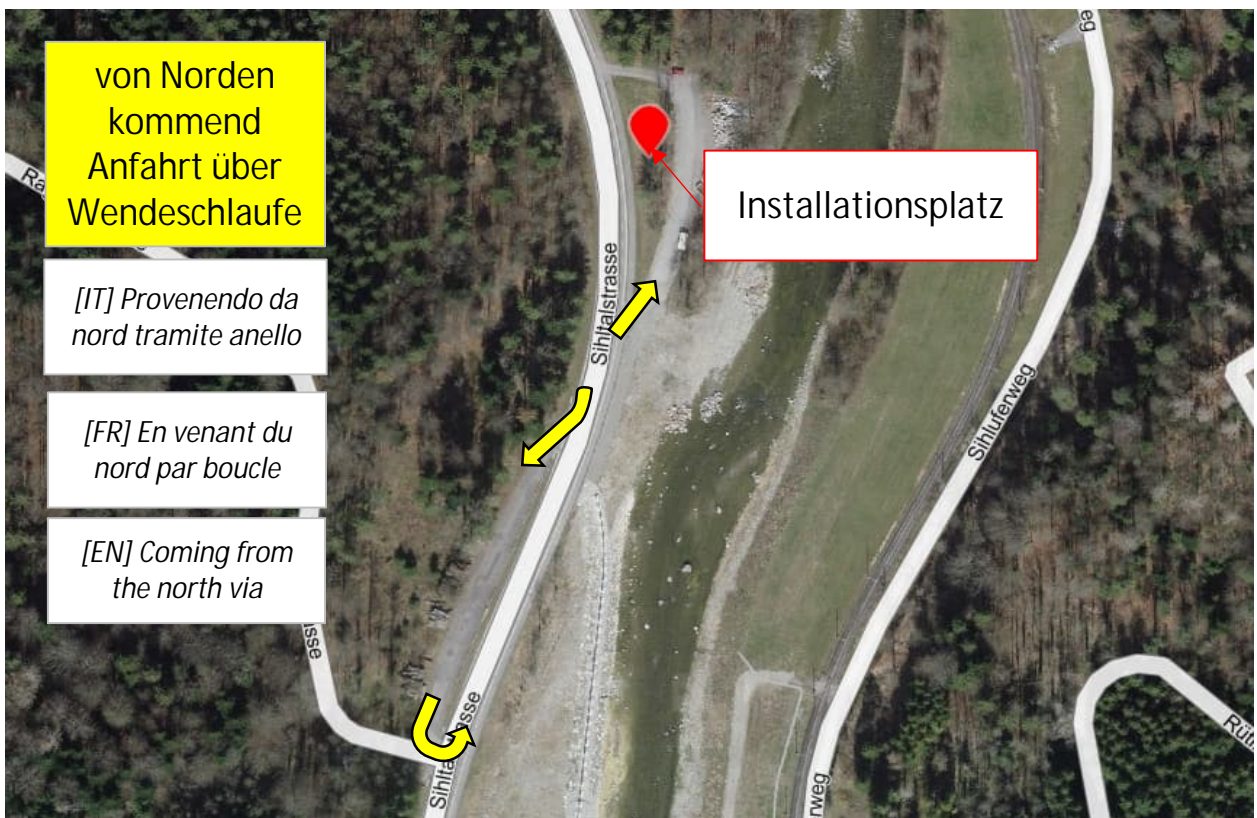 von Norden
kommend
Anfahrt über
Wendeschlaufe
[IT] Provenendo da
nord tramite anello
[FR] En venant du
nord par boucle
[EN] Coming from
the north via
Installationsplatz
Sihltalstrasse
Sihluferweg